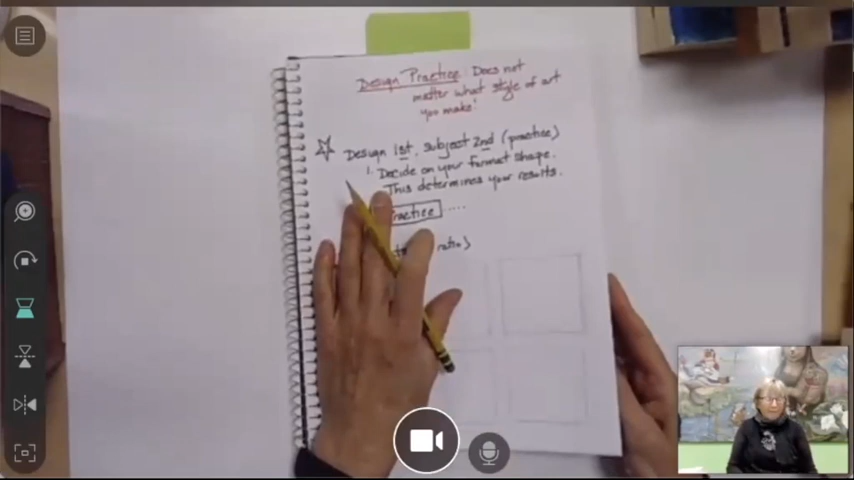 Design Practice: Does not
matter what style of art
you make!
Design 1st, subject 2nd (practice)
1. Decide on your format shape.
This determines your results.
Practice .....
ratio)